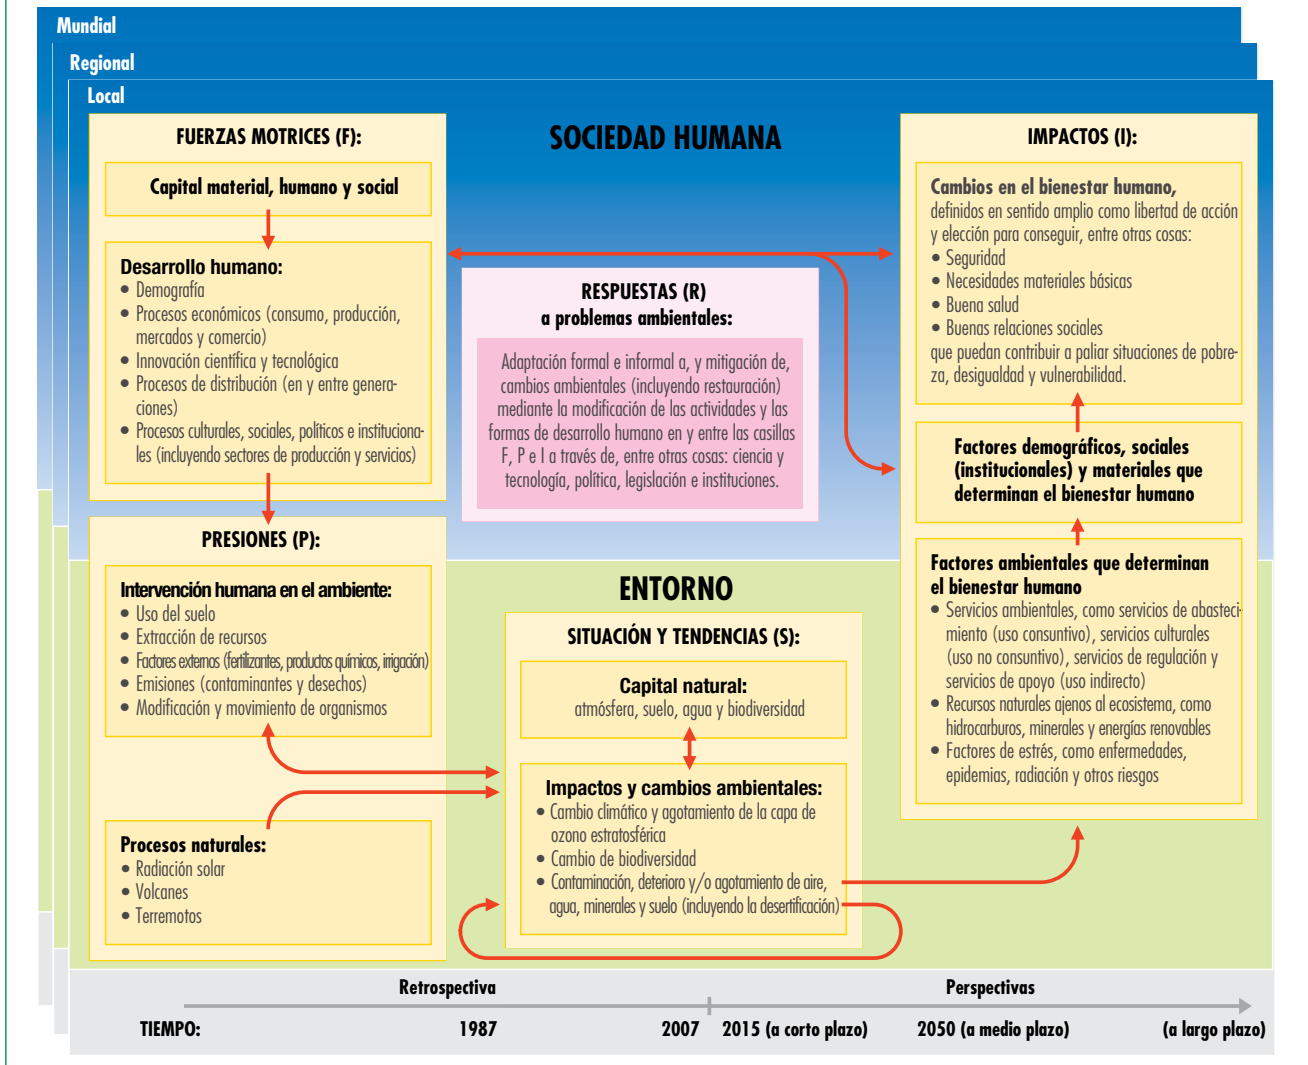 Mundial
Regional
Local
FUERZAS MOTRICES (F):
Capital material, humano y social
Desarrollo humano:
• Demografía
• Procesos económicos (consumo, producción,
mercados y comercio)
• Innovación científica y tecnológica
• Procesos de distribución (en y entre genera-
ciones)
• Procesos culturales, sociales, políticos e instituciona-
les (incluyendo sectores de producción y servicios)
PRESIONES (P):
Intervención humana en el ambiente:
• Uso del suelo
• Extracción de recursos
• Factores externos (fertilizantes, productos químicos, irrigación)
• Emisiones (contaminantes y desechos)
• Modificación y movimiento de organismos
Procesos naturales:
• Radiación solar
• Volcanes
• Terremotos
SOCIEDAD HUMANA
RESPUESTAS (R)
a problemas ambientales:
Adaptación formal e informal a, y mitigación de,
cambios ambientales (incluyendo restauración)
mediante la modificación de las actividades y las
formas de desarrollo humano en y entre las casillas
F, P e I a través de, entre otras cosas: ciencia y
tecnología, política, legislación e instituciones.
ENTORNO
SITUACIÓN Y TENDENCIAS (S):
Capital natural:
atmósfera, suelo, agua y biodiversidad
Impactos y cambios ambientales:
• Cambio climático y agotamiento de la capa de
ozono estratosférica
• Cambio de biodiversidad
• Contaminación, deterioro y/o agotamiento de aire,
agua, minerales y suelo (incluyendo la desertificación)
IMPACTOS (I):
Cambios en el bienestar humano,
definidos en sentido amplio como libertad de acción
y elección para conseguir, entre otras cosas:
• Seguridad
• Necesidades materiales básicas
• Buena salud
• Buenas relaciones sociales
que puedan contribuir a paliar situaciones de pobre-
za, desigualdad y vulnerabilidad.
Factores demográficos, sociales
(institucionales) y materiales que
determinan el bienestar humano
Factores ambientales que determinan
el bienestar humano
• Servicios ambientales, como servicios de abasteci-
miento (uso consuntivo), servicios culturales
(uso no consuntivo), servicios de regulación y
servicios de apoyo (uso indirecto)
• Recursos naturales ajenos al ecosistema, como
hidrocarburos, minerales y energías renovables
• Factores de estrés, como enfermedades,
epidemias, radiación y otros riesgos
Retrospectiva
Perspectivas
TIEMPO:
1987
2007
2015 (a corto plazo)
2050 (a medio plazo)
(a largo plazo)